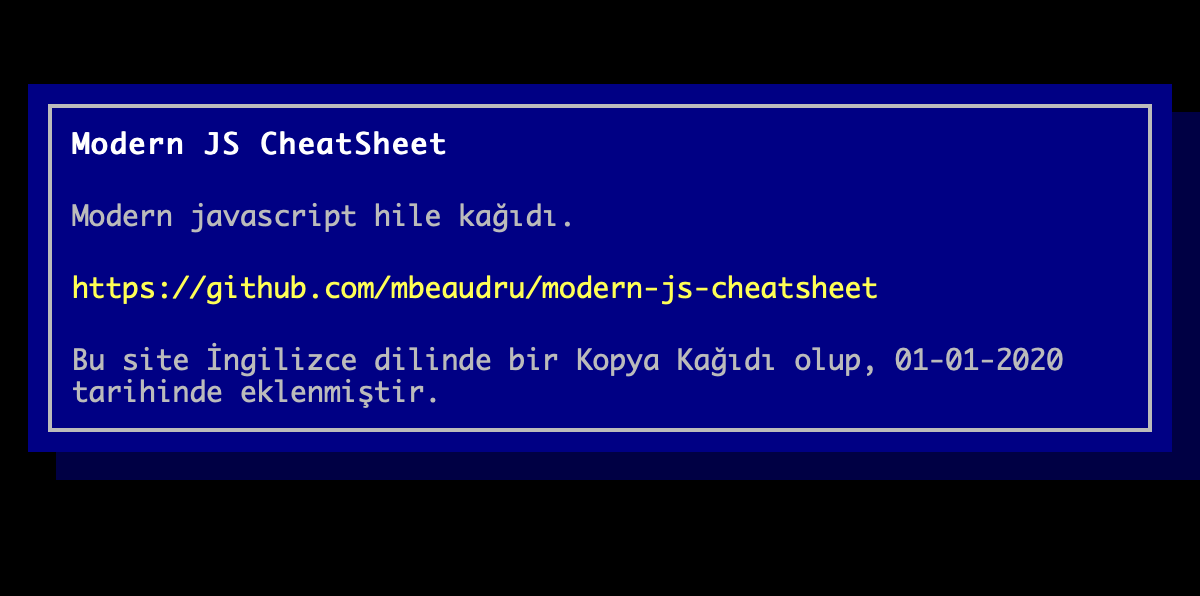 Modern JS CheatSheet
Modern javascript hile kağıdı.
https://github.com/mbeaudru/modern-js-cheatsheet
Bu site İngilizce dilinde bir Kopya Kağıdı olup, 01-01-2020
tarihinde eklenmiştir.